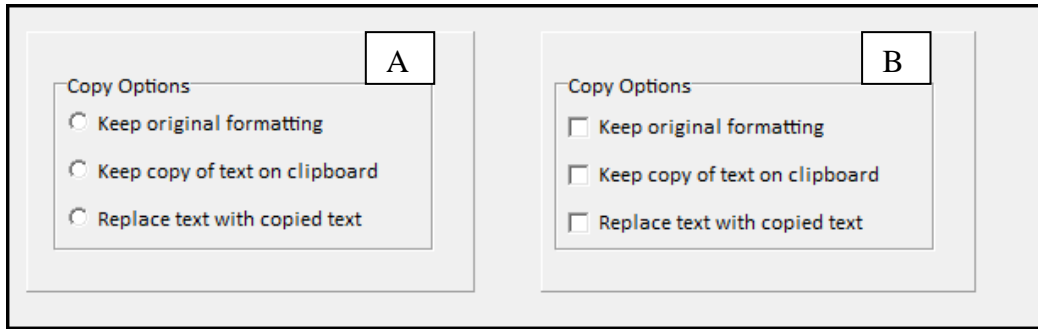 A
Copy Options
Keep original formatting
Keep copy of text on clipboard
Replace text with copied text
B
Copy Options
Keep original formatting
Keep copy of text on clipboard
Replace text with copied text